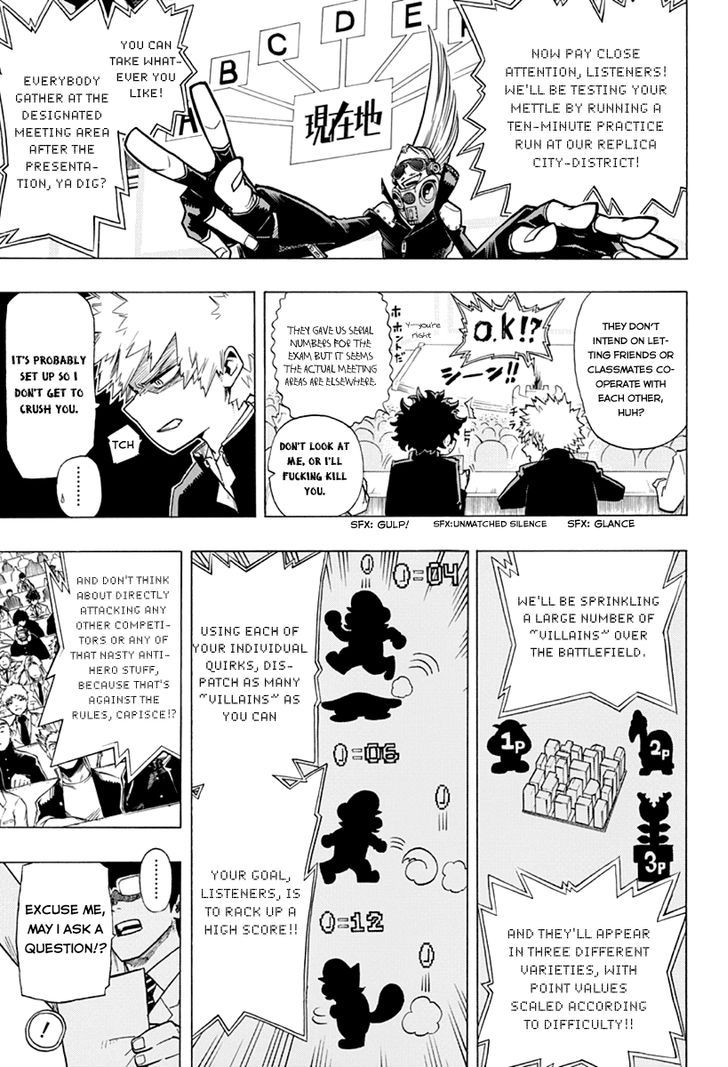 NOW PAY CLOSE
ATTENTION, LISTENERS!
WE'LL BE TESTING YOUR
METTLE BY RUNNING A
TEN-MINUTE PRACTICE
RUN AT OUR REPLICA
CITY-DISTRICT!
A
B
C
D
E
F
現在地
YOU CAN
TAKE WHAT-
EVER YOU
LIKE!
EVERYBODY
GATHER AT THE
DESIGNATED
MEETING AREA
AFTER THE
PRESENTA-
TION, YA DIG?
THEY DON'T
INTEND ON LET-
TING FRIENDS OR
CLASSMATES CO-
OPERATE WITH
EACH OTHER,
HUH?
O.K!?
シーン!!
Y--you're
right
ホホントだ
THEY GAVE US SERIAL
NUMBERS FOR THE
EXAM, BUT IT SEEMS
THE ACTUAL MEETING
AREAS ARE ELSEWHERE.
DON'T LOOK AT
ME, OR I'LL
FUCKING KILL
YOU.
SFX: GULP!
SFX:UNMATCHED SILENCE
SFX: GLANCE
IT'S PROBABLY
SET UP SO I
DON'T GET TO
CRUSH YOU.
TCH
......
WE'LL BE SPRINKLING
A LARGE NUMBER OF
"VILLAINS" OVER
THE BATTLEFIELD.
1P
2P
3P
AND THEY'LL APPEAR
IN THREE DIFFERENT
VARIETIES, WITH
POINT VALUES
SCALED ACCORDING
TO DIFFICULTY!!
0:04
USING EACH OF
YOUR INDIVIDUAL
QUIRKS, DIS-
PATCH AS MANY
"VILLAINS" AS
YOU CAN
0:06
YOUR GOAL,
LISTENERS, IS
TO RACK UP A
HIGH SCORE!!
0:12
AND DON'T THINK
ABOUT DIRECTLY
ATTACKING ANY
OTHER COMPETI-
TORS OR ANY OF
THAT NASTY ANTI-
HERO STUFF,
BECAUSE THAT'S
AGAINST THE
RULES, CAPISCE!?
......
EXCUSE ME,
MAY I ASK A
QUESTION!?
!